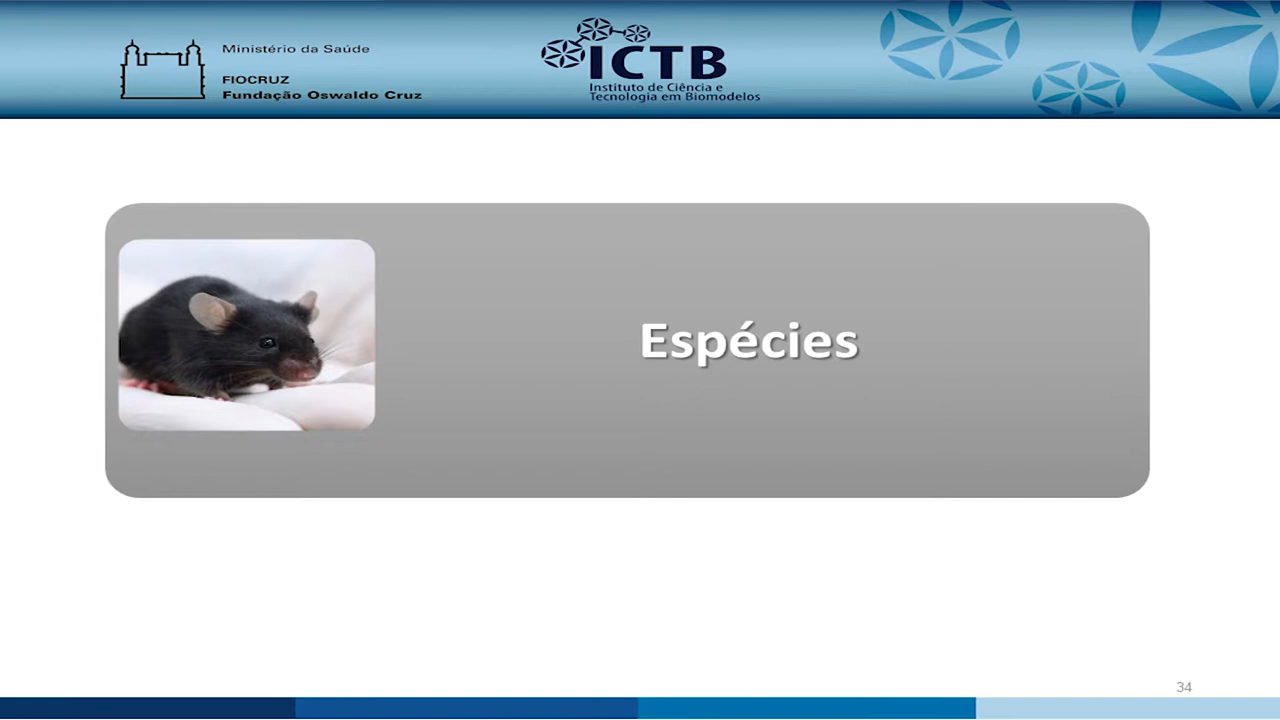 Ministério da Saúde
FIOCRUZ
Fundação Oswaldo Cruz
ICTB
Instituto de Ciência e
Tecnologia em Biomodelos
Espécies
34